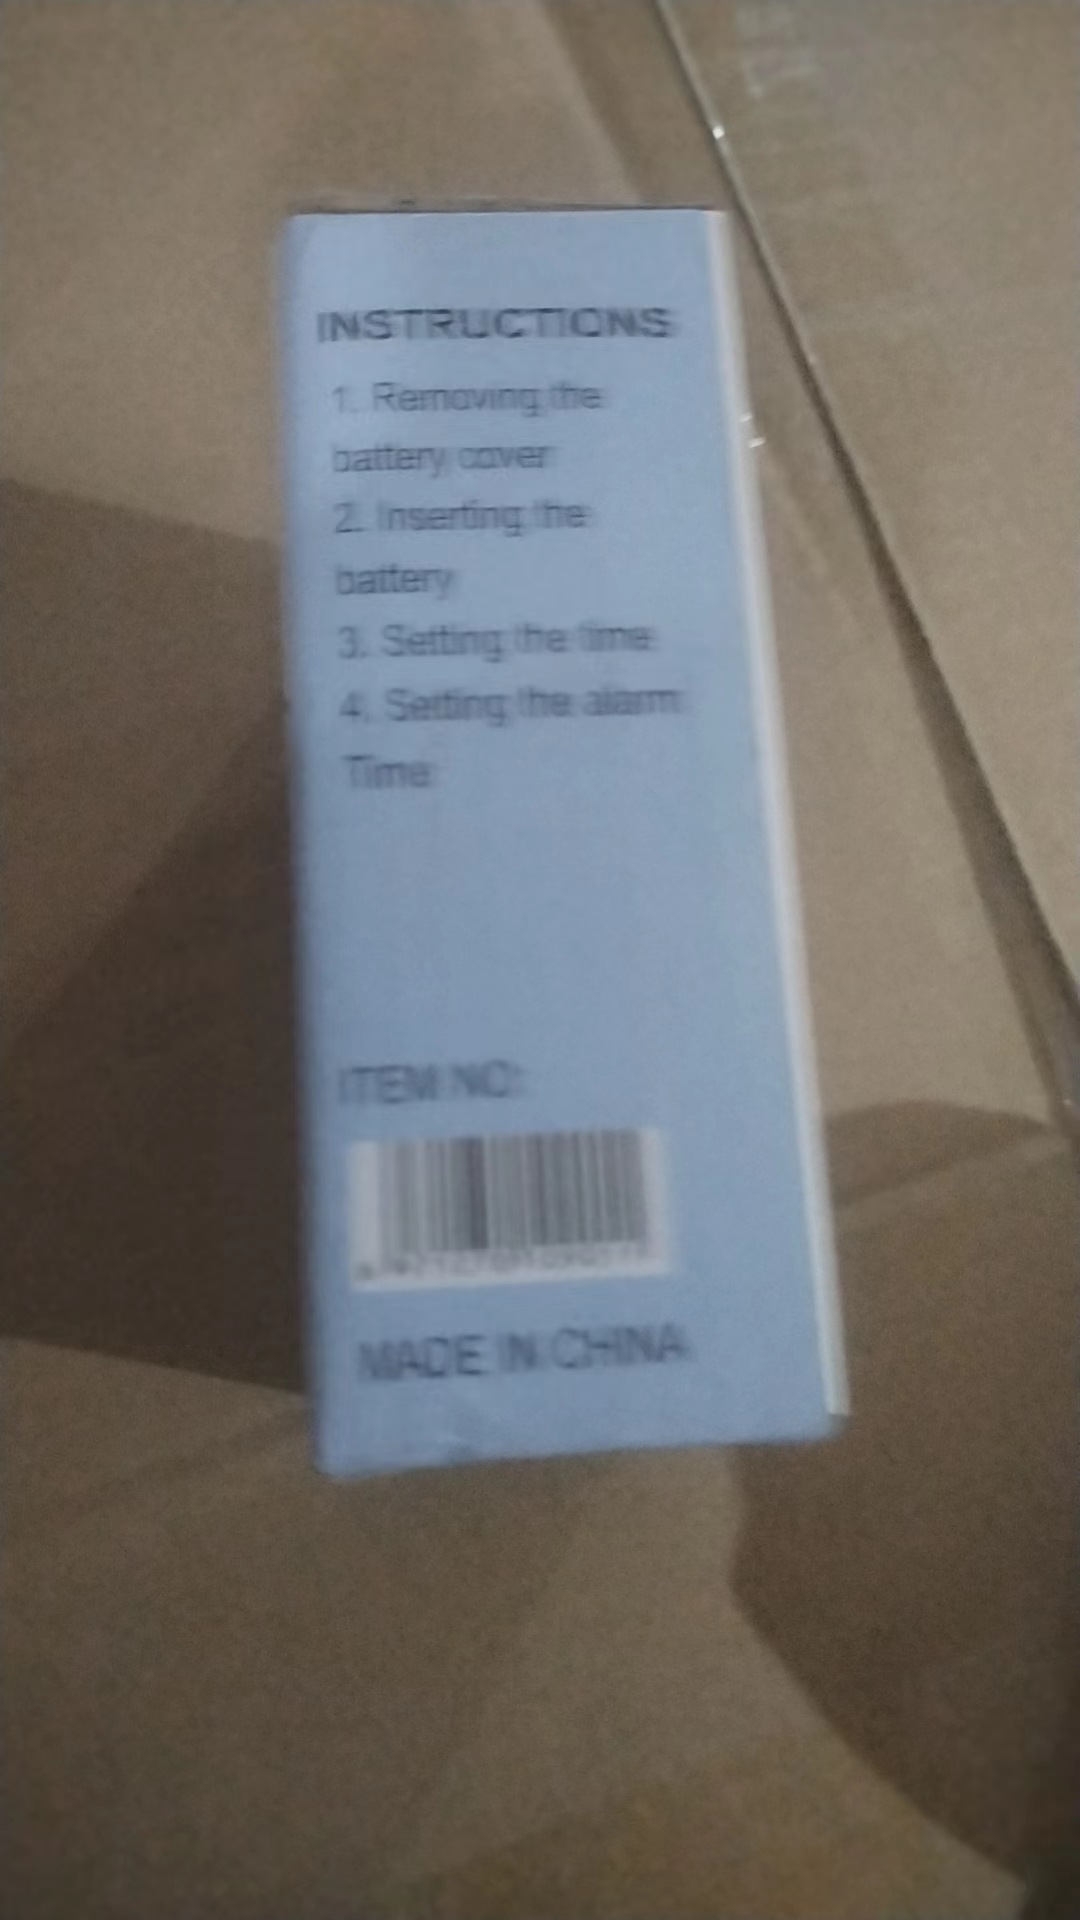 INSTRUCTIONS
1. Removing the
battery cover
2. Inserting the
battery
3. Setting the time
4. Setting the alarm
Time
ITEM NO:
MADE IN CHINA